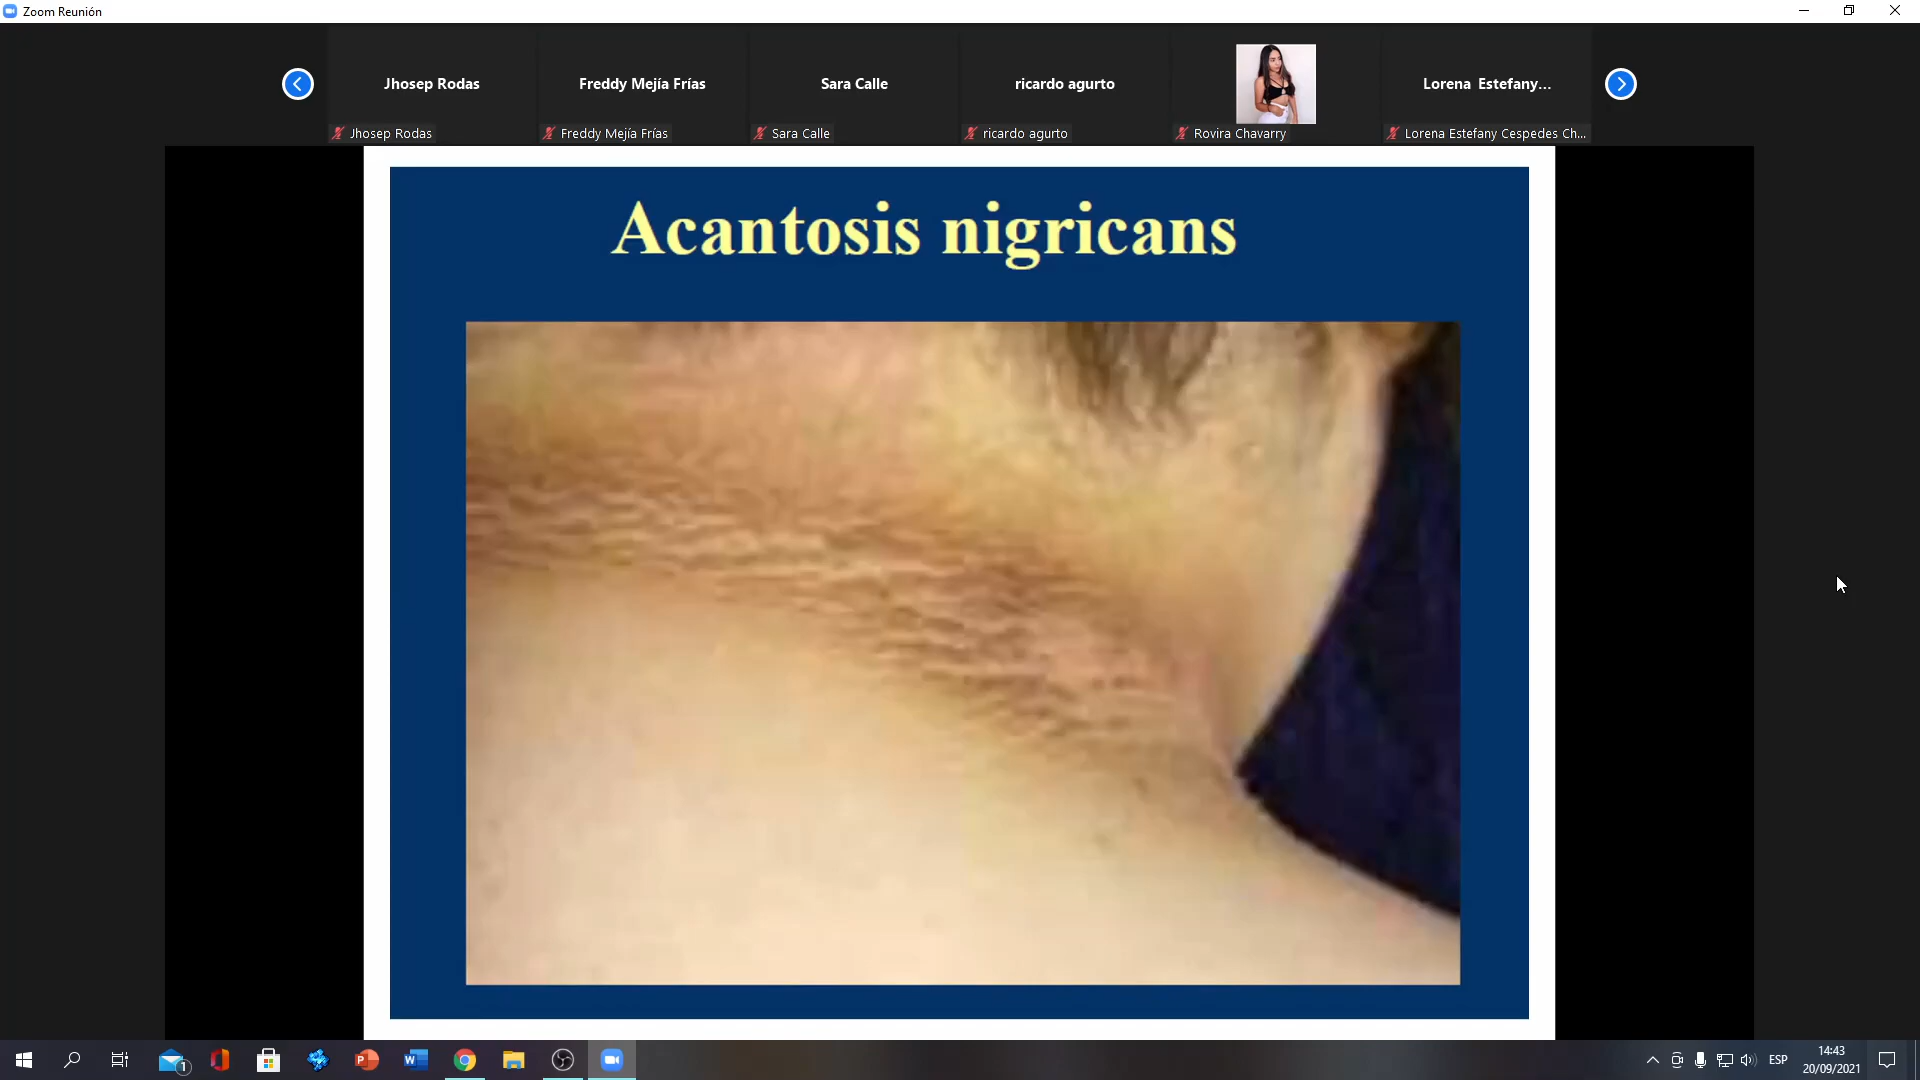 Zoom Reunión
Jhosep Rodas
Freddy Mejía Frías
Sara Calle
ricardo agurto
Lorena Estefany...
Jhosep Rodas
Freddy Mejía Frías
Sara Calle
ricardo agurto
Rovira Chavarry
Lorena Estefany Cespedes Ch...
Acantosis nigricans
1
ESP
14:43
20/09/2021